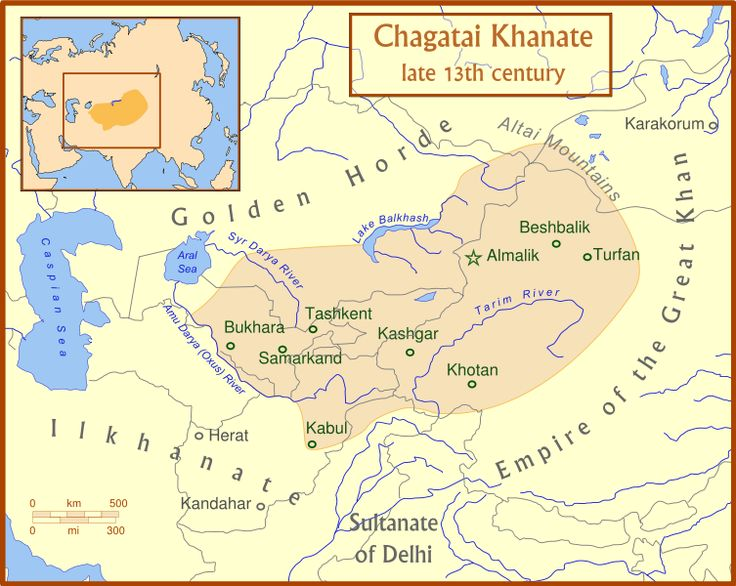 Chagatai Khanate
late 13th century
Karakorum
Altai Mountains
Golden Horde
Empire of the Great Khan
Lake Balkhash
Beshbalik
Almalik
Turfan
Aral
Sea
Syr Darya River
Caspian Sea
Tarim River
Amu Darya (Oxus) River
Tashkent
Bukhara
Samarkand
Kashgar
Khotan
Kabul
Ilkhanate
Herat
Kandahar
Sultanate
of Delhi
0 km 500
0 mi 300